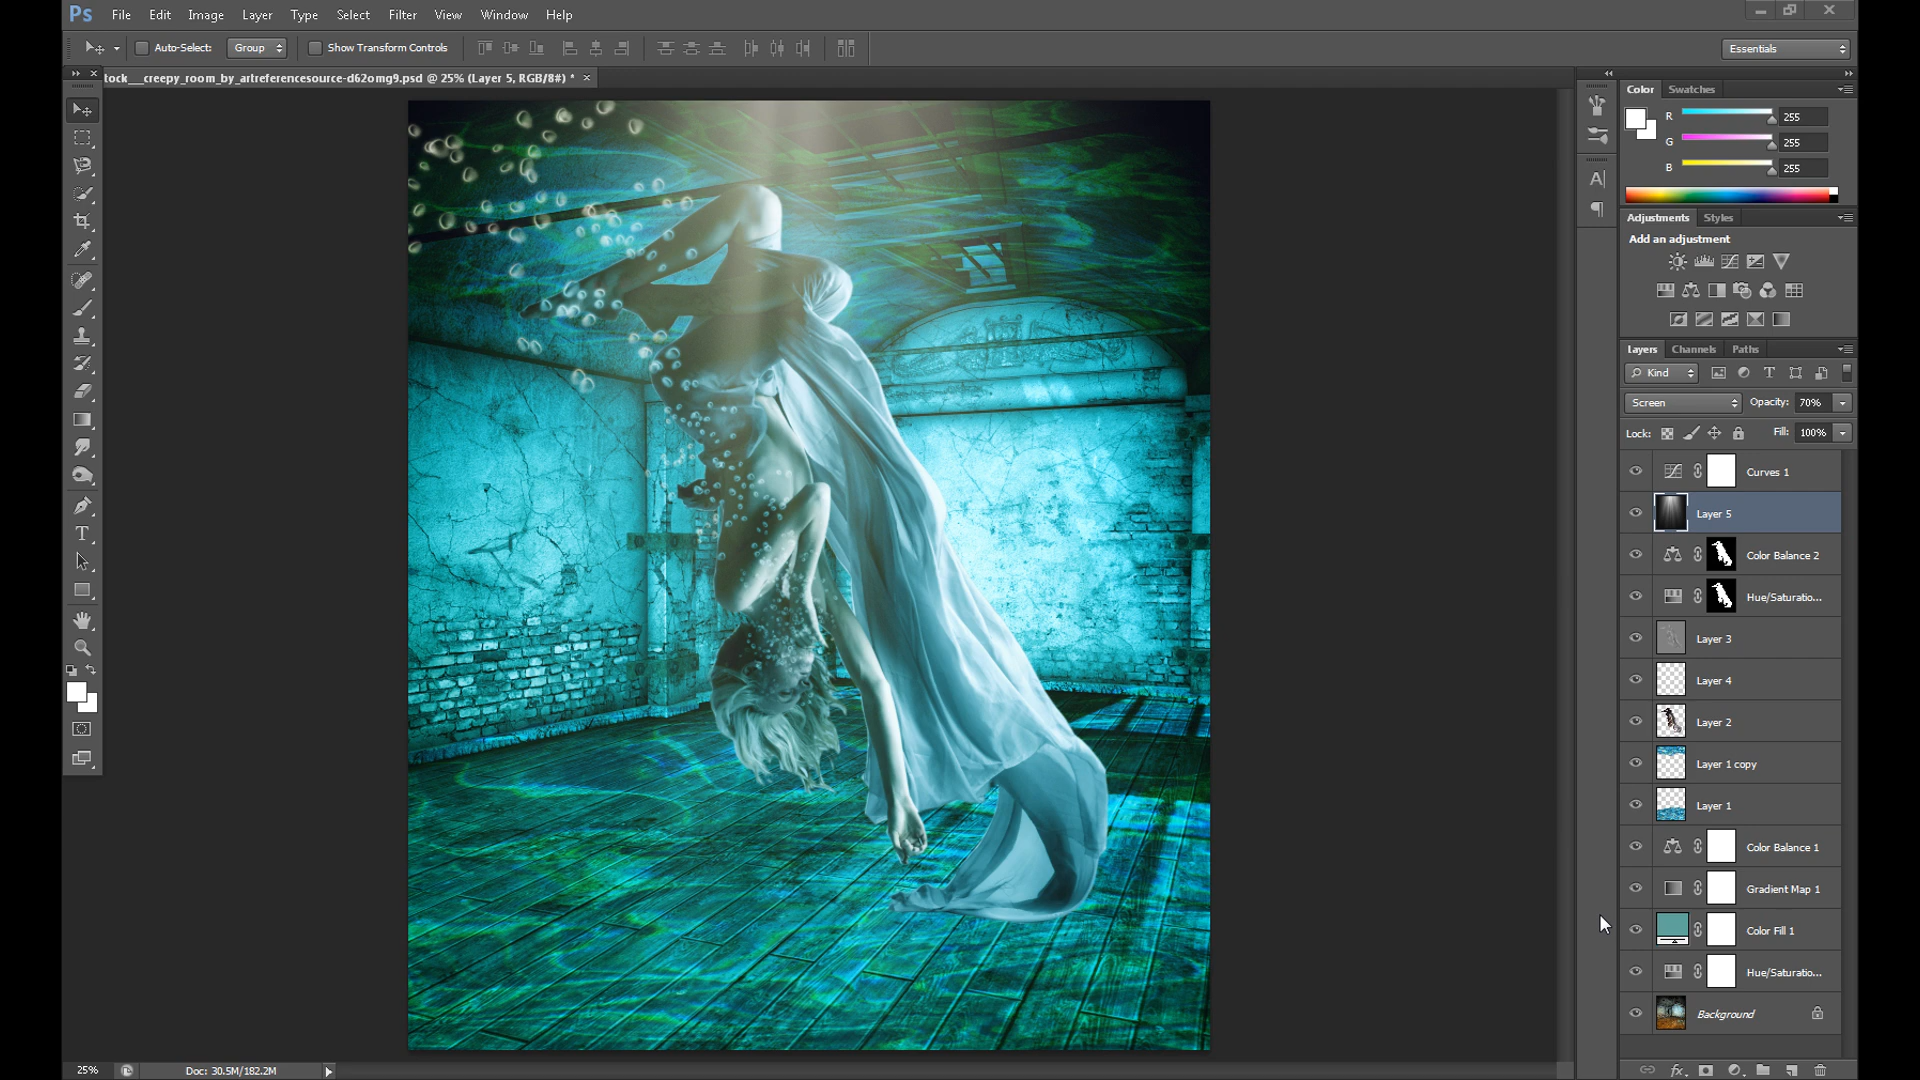 Ps File Edit Image Layer Type Select Filter View Window Help
Auto-Select: Group Show Transform Controls Essentials
tock__creepy_room_by_artreferencesource-d62omg9.psd @ 25% (Layer 5, RGB/8#) * ×
Color Swatches
R 255
G 255
B 255
Adjustments Styles
Add an adjustment
Layers Channels Paths
Kind
Screen Opacity: 70%
Lock: Fill: 100%
Curves 1
Layer 5
Color Balance 2
Hue/Saturatio...
Layer 3
Layer 4
Layer 2
Layer 1 copy
Layer 1
Color Balance 1
Gradient Map 1
Color Fill 1
Hue/Saturatio...
Background
25% Doc: 30.5M/182.2M